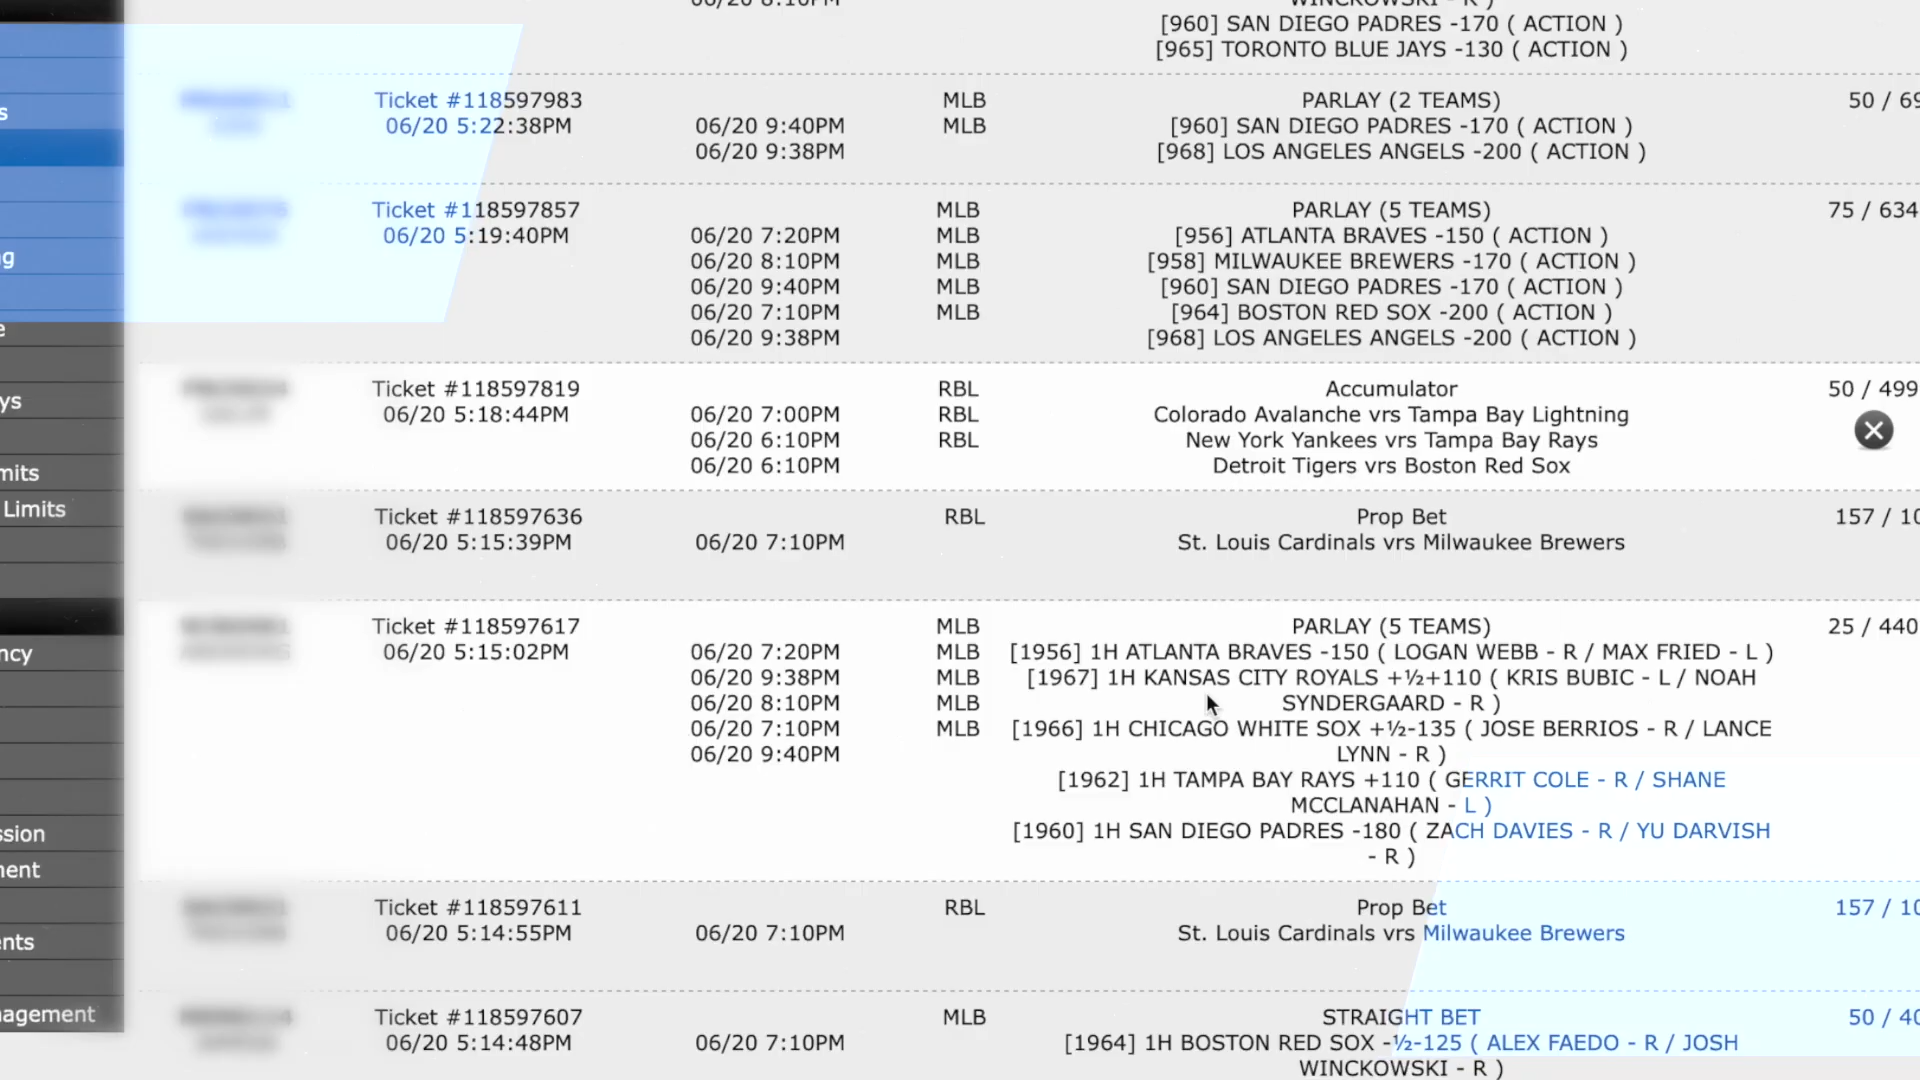 [960] SAN DIEGO PADRES -170 ( ACTION )
[965] TORONTO BLUE JAYS -130 ( ACTION )
Ticket #118597983 MLB PARLAY (2 TEAMS) 50 / 69
06/20 5:22:38PM 06/20 9:40PM MLB [960] SAN DIEGO PADRES -170 ( ACTION )
06/20 9:38PM [968] LOS ANGELES ANGELS -200 ( ACTION )
Ticket #118597857 MLB PARLAY (5 TEAMS) 75 / 634
06/20 5:19:40PM 06/20 7:20PM MLB [956] ATLANTA BRAVES -150 ( ACTION )
06/20 8:10PM MLB [958] MILWAUKEE BREWERS -170 ( ACTION )
06/20 9:40PM MLB [960] SAN DIEGO PADRES -170 ( ACTION )
06/20 7:10PM MLB [964] BOSTON RED SOX -200 ( ACTION )
06/20 9:38PM [968] LOS ANGELES ANGELS -200 ( ACTION )
Ticket #118597819 RBL Accumulator 50 / 499
06/20 5:18:44PM 06/20 7:00PM RBL Colorado Avalanche vrs Tampa Bay Lightning
06/20 6:10PM RBL New York Yankees vrs Tampa Bay Rays
06/20 6:10PM Detroit Tigers vrs Boston Red Sox
mits
Limits
Ticket #118597636 RBL Prop Bet 157 / 10
06/20 5:15:39PM 06/20 7:10PM St. Louis Cardinals vrs Milwaukee Brewers
Ticket #118597617 MLB PARLAY (5 TEAMS) 25 / 440
06/20 5:15:02PM 06/20 7:20PM MLB [1956] 1H ATLANTA BRAVES -150 ( LOGAN WEBB - R / MAX FRIED - L )
06/20 9:38PM MLB [1967] 1H KANSAS CITY ROYALS +½+110 ( KRIS BUBIC - L / NOAH
06/20 8:10PM MLB SYNDERGAARD - R )
06/20 7:10PM MLB [1966] 1H CHICAGO WHITE SOX +½-135 ( JOSE BERRIOS - R / LANCE
06/20 9:40PM LYNN - R )
[1962] 1H TAMPA BAY RAYS +110 ( GERRIT COLE - R / SHANE
MCCLANAHAN - L )
[1960] 1H SAN DIEGO PADRES -180 ( ZACH DAVIES - R / YU DARVISH
- R )
ncy
ssion
nent
ents
nagement
Ticket #118597611 RBL Prop Bet 157 / 10
06/20 5:14:55PM 06/20 7:10PM St. Louis Cardinals vrs Milwaukee Brewers
Ticket #118597607 MLB STRAIGHT BET 50 / 40
06/20 5:14:48PM 06/20 7:10PM [1964] 1H BOSTON RED SOX -½-125 ( ALEX FAEDO - R / JOSH
WINCKOWSKI - R )